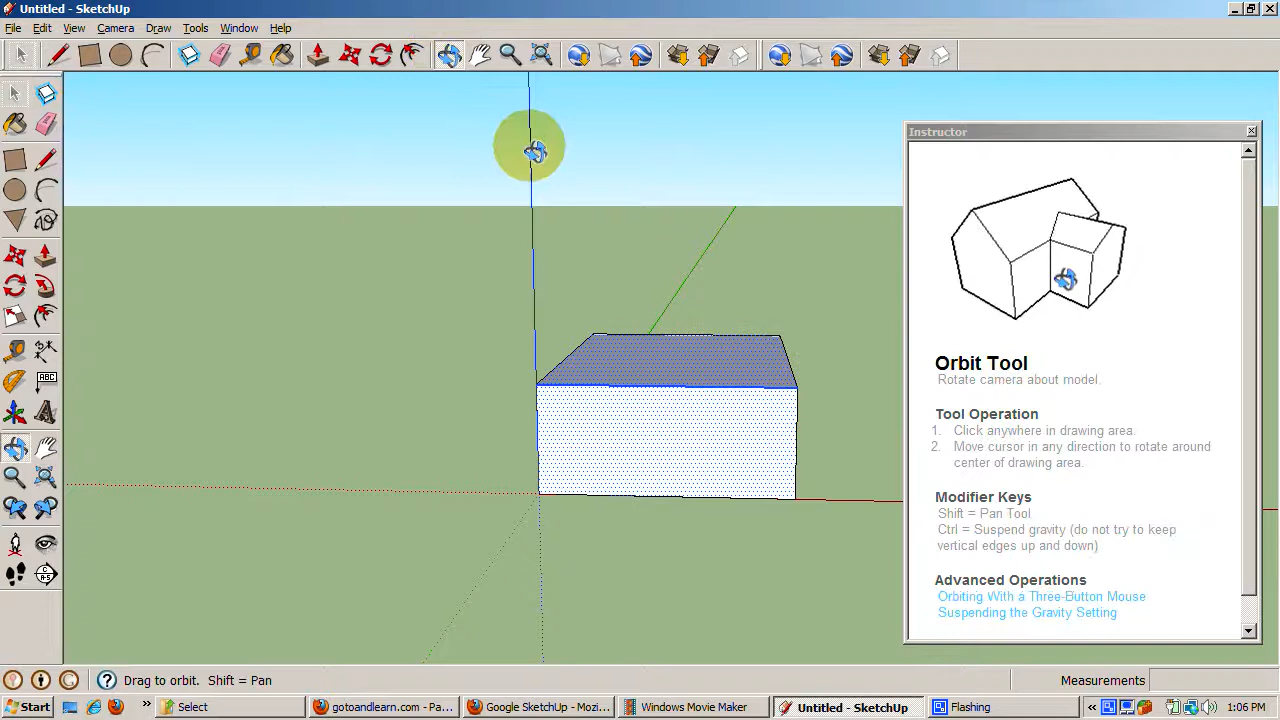 Untitled - SketchUp
File Edit View Camera Draw Tools Window Help
Instructor
Orbit Tool
Rotate camera about model.
Tool Operation
1. Click anywhere in drawing area.
2. Move cursor in any direction to rotate around
center of drawing area.
Modifier Keys
Shift = Pan Tool
Ctrl = Suspend gravity (do not try to keep
vertical edges up and down)
Advanced Operations
Orbiting With a Three-Button Mouse
Suspending the Gravity Setting
ABC
Drag to orbit. Shift = Pan
Measurements
Start
Select
gotoandlearn.com - Pa...
Google SketchUp - Mozi...
Windows Movie Maker
Untitled - SketchUp
Flashing
1:06 PM